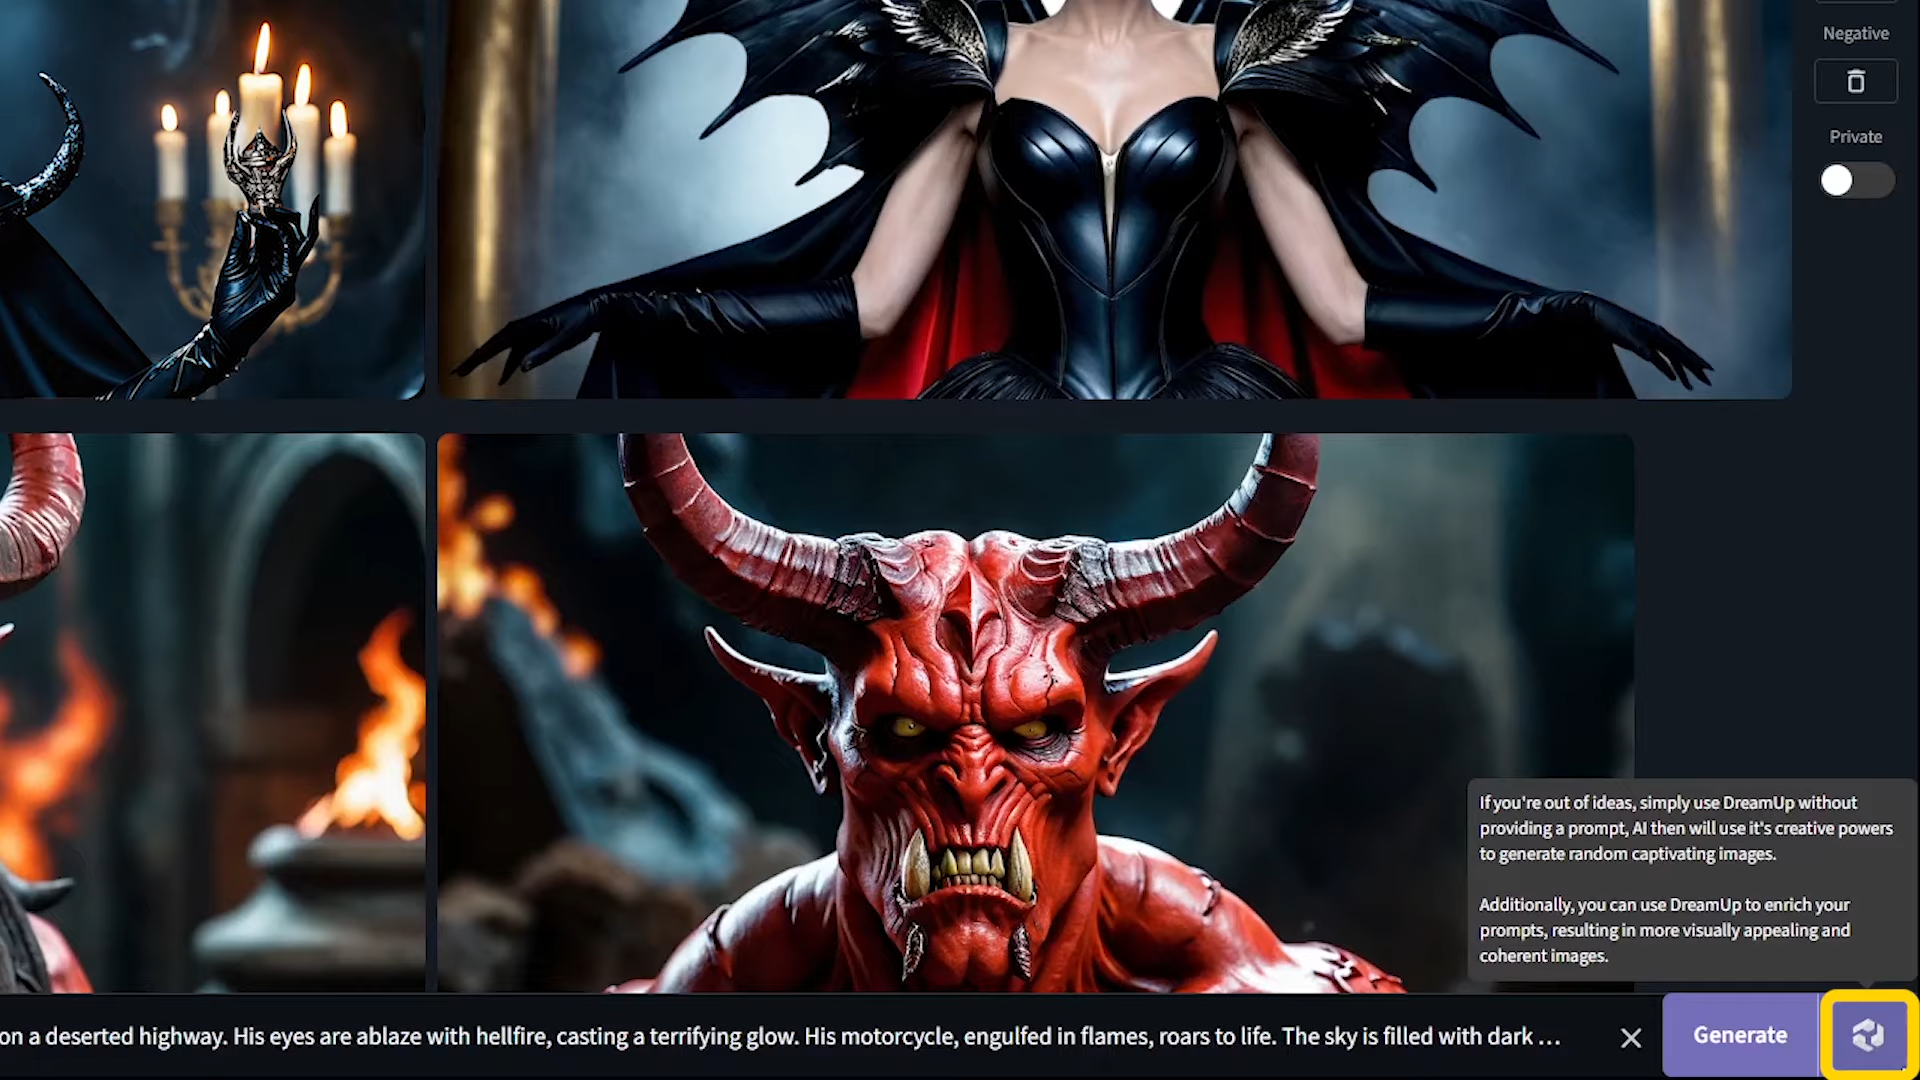 Negative
Private
If you're out of ideas, simply use DreamUp without
providing a prompt, AI then will use it's creative powers
to generate random captivating images.
Additionally, you can use DreamUp to enrich your
prompts, resulting in more visually appealing and
coherent images.
on a deserted highway. His eyes are ablaze with hellfire, casting a terrifying glow. His motorcycle, engulfed in flames, roars to life. The sky is filled with dark ...
Generate